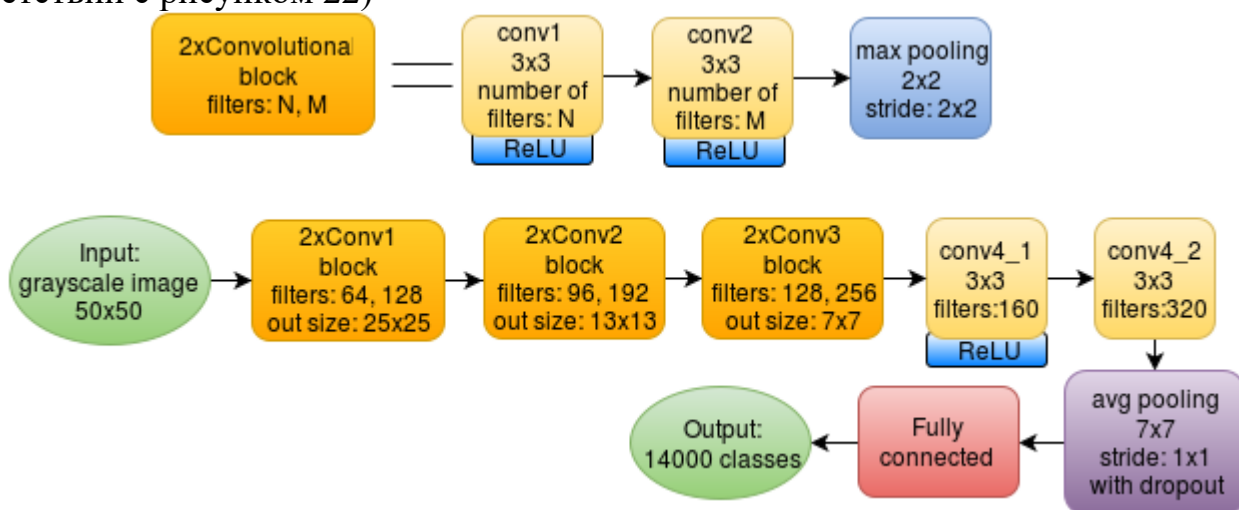 етствии с рисунком 22)
2xConvolutional
block
filters: N, M
conv1
3x3
number of
filters: N
ReLU
conv2
3x3
number of
filters: M
ReLU
max pooling
2x2
stride: 2x2
Input:
grayscale image
50x50
2xConv1
block
filters: 64, 128
out size: 25x25
2xConv2
block
filters: 96, 192
out size: 13x13
2xConv3
block
filters: 128, 256
out size: 7x7
conv4_1
3x3
filters:160
ReLU
conv4_2
3x3
filters:320
avg pooling
7x7
stride: 1x1
with dropout
Fully
connected
Output:
14000 classes